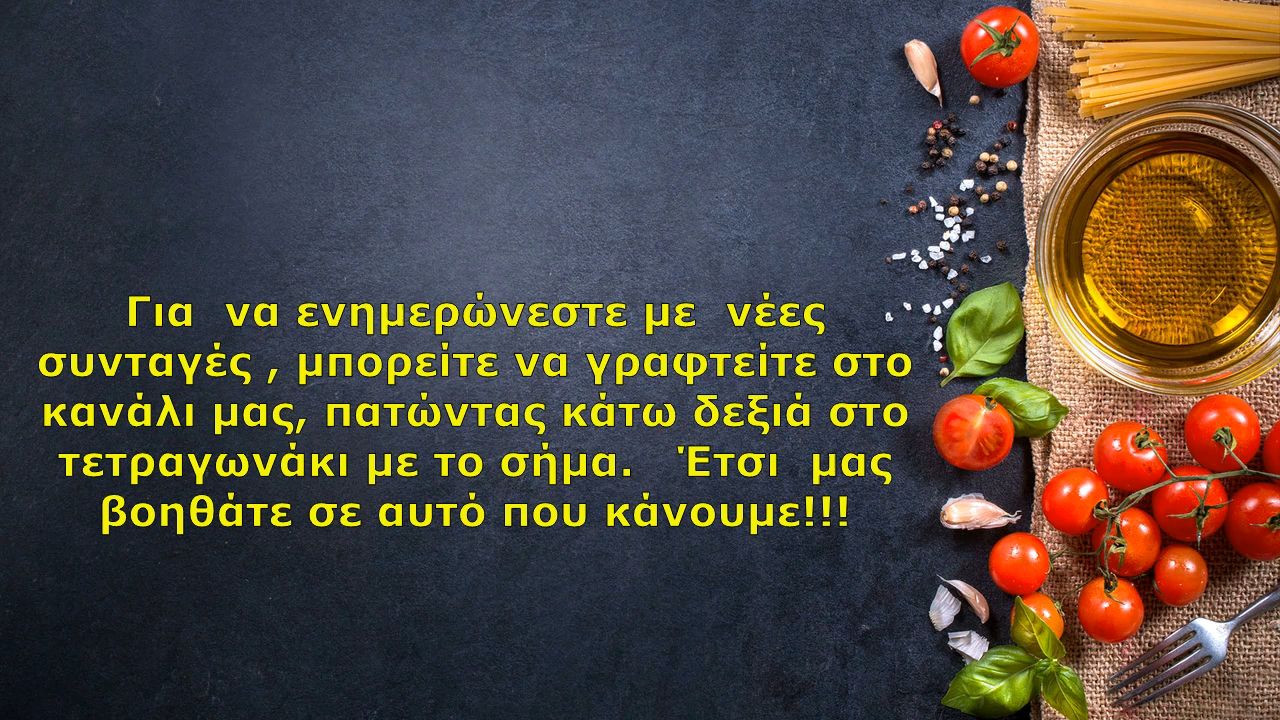 Για  να ενημερώνεστε με  νέες
συνταγές , μπορείτε να γραφτείτε στο
κανάλι μας, πατώντας κάτω δεξιά στο
τετραγωνάκι με το σήμα.   Έτσι  μας
βοηθάτε σε αυτό που κάνουμε!!!